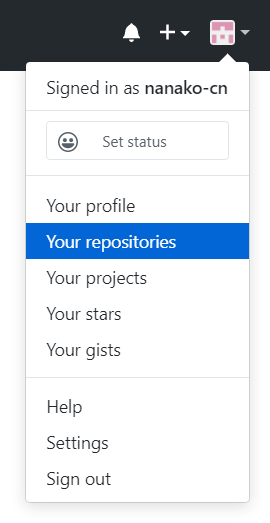 Signed in as nanako-cn
Set status
Your profile
Your repositories
Your projects
Your stars
Your gists
Help
Settings
Sign out